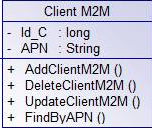 Client M2M
- Id_C : long
- APN : String
+ AddClientM2M ()
+ DeleteClientM2M ()
+ UpdateClientM2M ()
+ FindByAPN ()